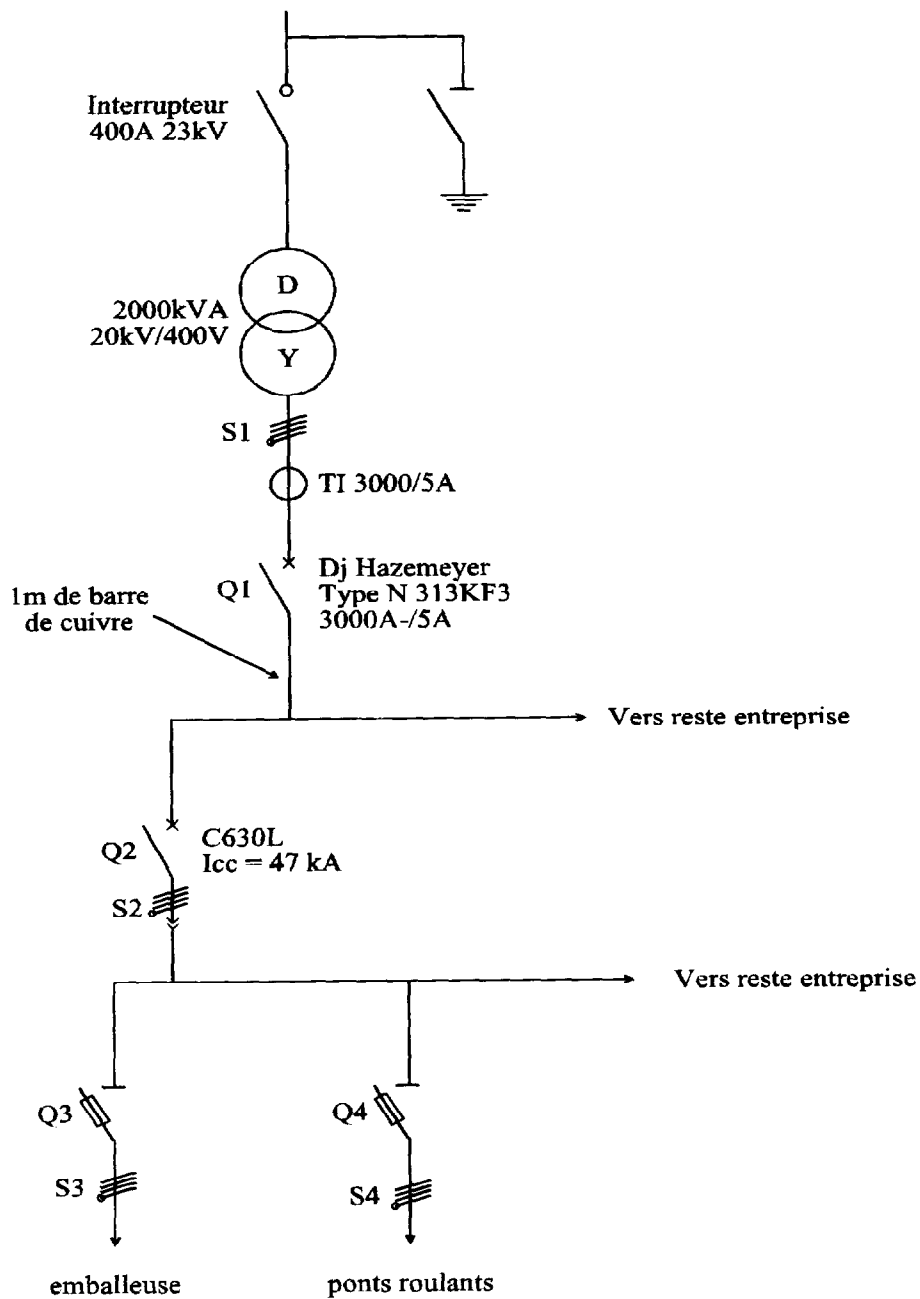 Interrupteur
400A 23kV
D
2000kVA
20kV/400V
Y
S1
TI 3000/5A
Q1
Dj Hazemeyer
Type N 313KF3
3000A-/5A
1m de barre
de cuivre
Vers reste entreprise
Q2
C630L
Icc = 47 kA
S2
Vers reste entreprise
Q3
Q4
S3
S4
emballeuse
ponts roulants